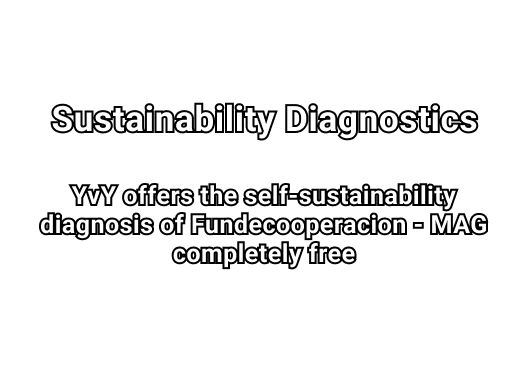 Sustainability Diagnostics
YvY offers the self-sustainability
diagnosis of Fundecooperacion - MAG
completely free